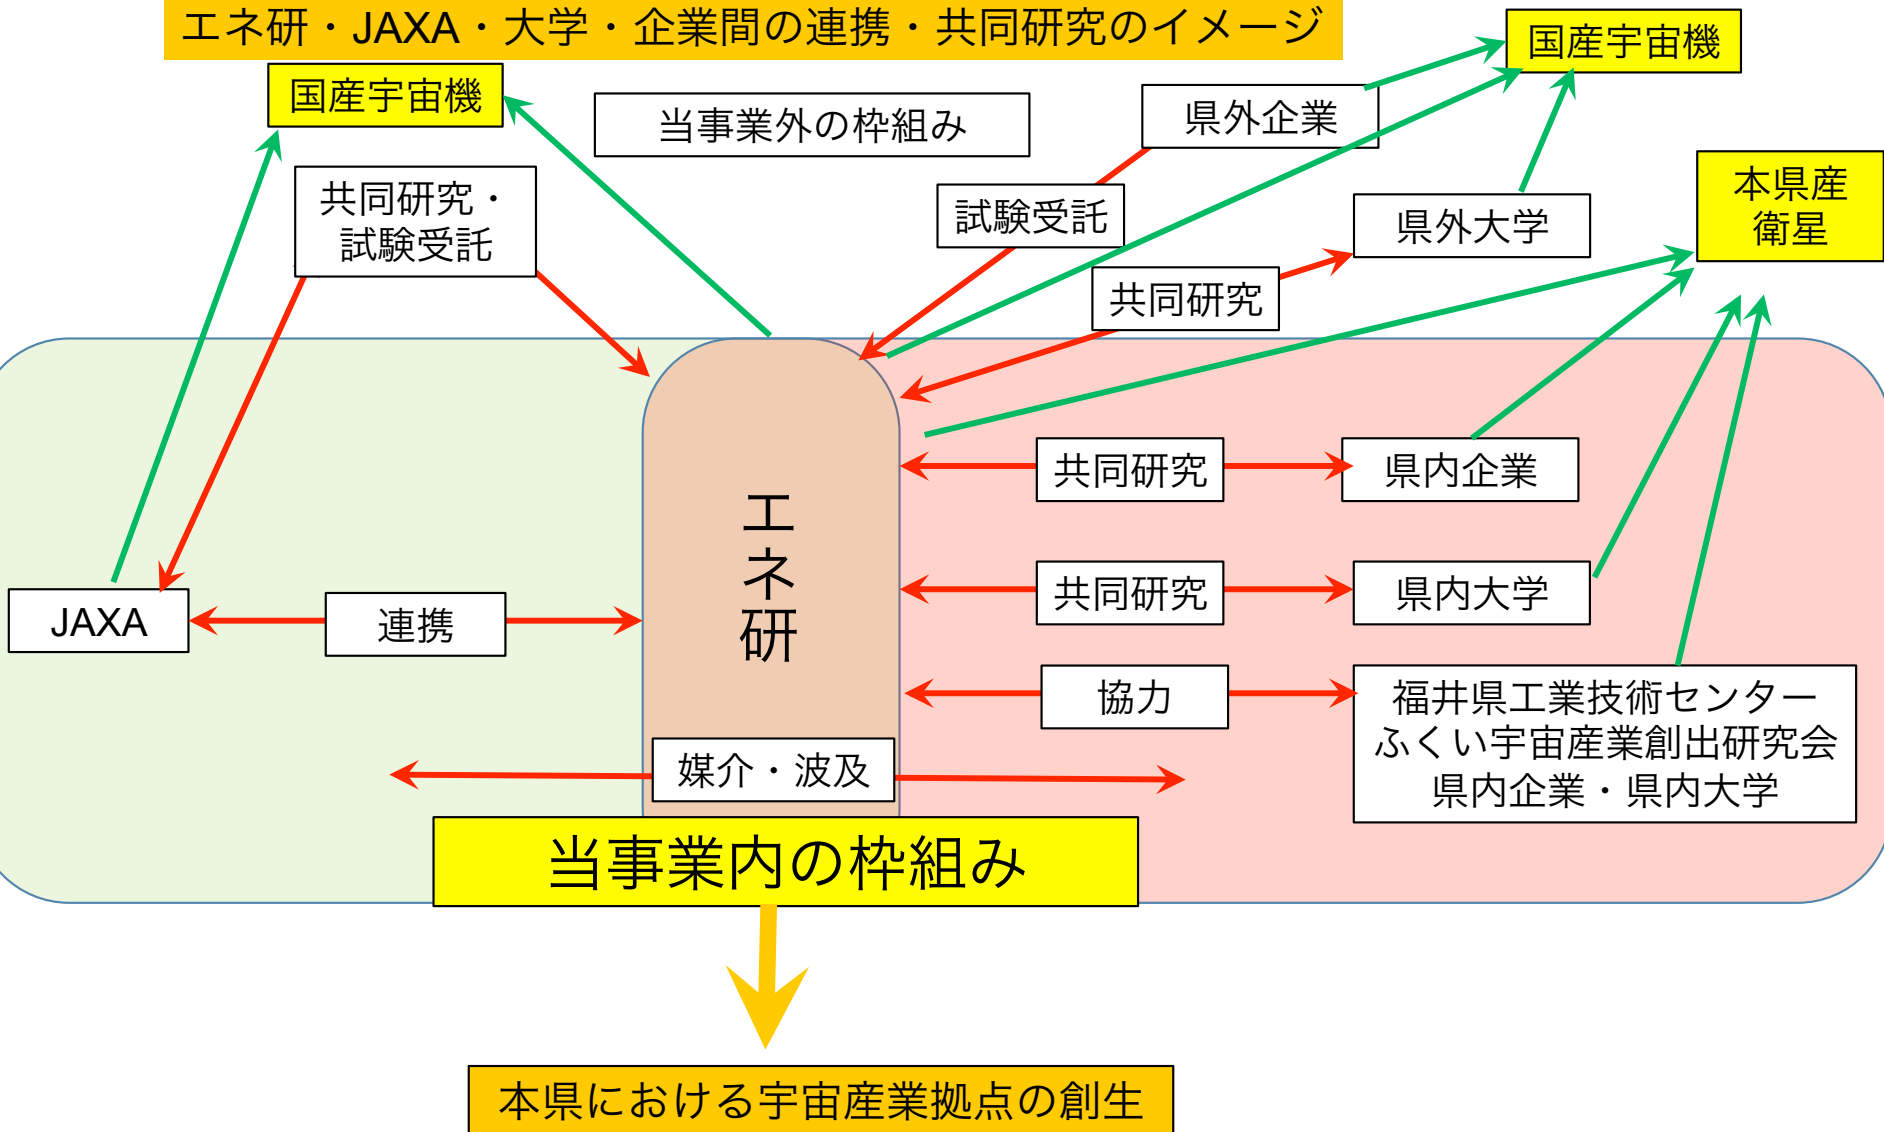 エネ研・JAXA・大学・企業間の連携・共同研究のイメージ
国産宇宙機
国産宇宙機
当事業外の枠組み
県外企業
共同研究・
試験受託
試験受託
県外大学
本県産
衛星
共同研究
共同研究
県内企業
エネ研
共同研究
県内大学
JAXA
連携
協力
福井県工業技術センター
ふくい宇宙産業創出研究会
県内企業・県内大学
媒介・波及
当事業内の枠組み
本県における宇宙産業拠点の創生